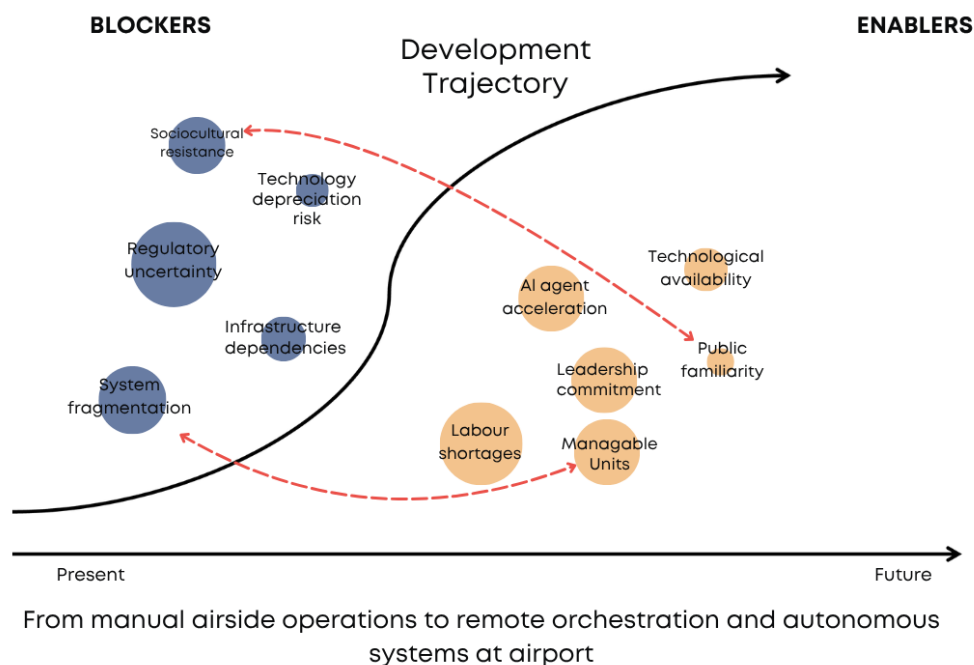 BLOCKERS
ENABLERS
Development
Trajectory
Sociocultural
resistance
Technology
depreciation
risk
Regulatory
uncertainty
Infrastructure
dependencies
System
fragmentation
Technological
availability
AI agent
acceleration
Public
familiarity
Leadership
commitment
Labour
shortages
Managable
Units
Present
Future
From manual airside operations to remote orchestration and autonomous
systems at airport